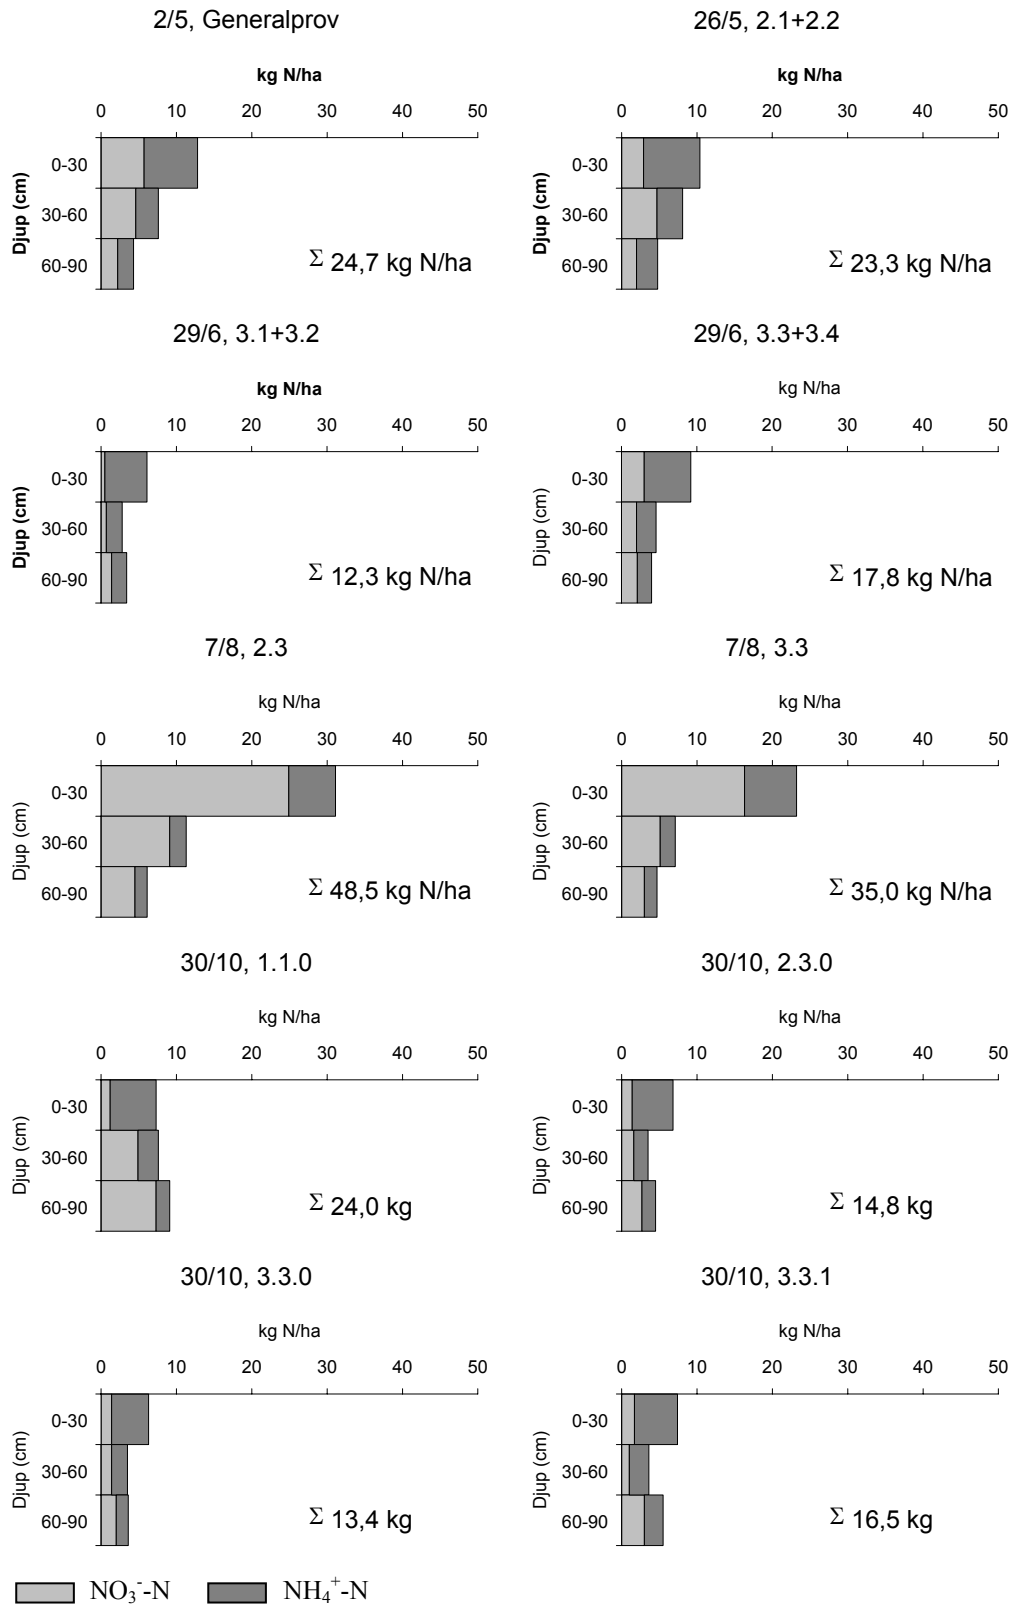 2/5, Generalprov
kg N/ha
0 10 20 30 40 50
Djup (cm)
0-30
30-60
60-90
Σ 24,7 kg N/ha
26/5, 2.1+2.2
kg N/ha
0 10 20 30 40 50
Djup (cm)
0-30
30-60
60-90
Σ 23,3 kg N/ha
29/6, 3.1+3.2
kg N/ha
0 10 20 30 40 50
Djup (cm)
0-30
30-60
60-90
Σ 12,3 kg N/ha
29/6, 3.3+3.4
kg N/ha
0 10 20 30 40 50
Djup (cm)
0-30
30-60
60-90
Σ 17,8 kg N/ha
7/8, 2.3
kg N/ha
0 10 20 30 40 50
Djup (cm)
0-30
30-60
60-90
Σ 48,5 kg N/ha
7/8, 3.3
kg N/ha
0 10 20 30 40 50
Djup (cm)
0-30
30-60
60-90
Σ 35,0 kg N/ha
30/10, 1.1.0
kg N/ha
0 10 20 30 40 50
Djup (cm)
0-30
30-60
60-90
Σ 24,0 kg
30/10, 2.3.0
kg N/ha
0 10 20 30 40 50
Djup (cm)
0-30
30-60
60-90
Σ 14,8 kg
30/10, 3.3.0
kg N/ha
0 10 20 30 40 50
Djup (cm)
0-30
30-60
60-90
Σ 13,4 kg
30/10, 3.3.1
kg N/ha
0 10 20 30 40 50
Djup (cm)
0-30
30-60
60-90
Σ 16,5 kg
NO₃⁻-N NH₄⁺-N